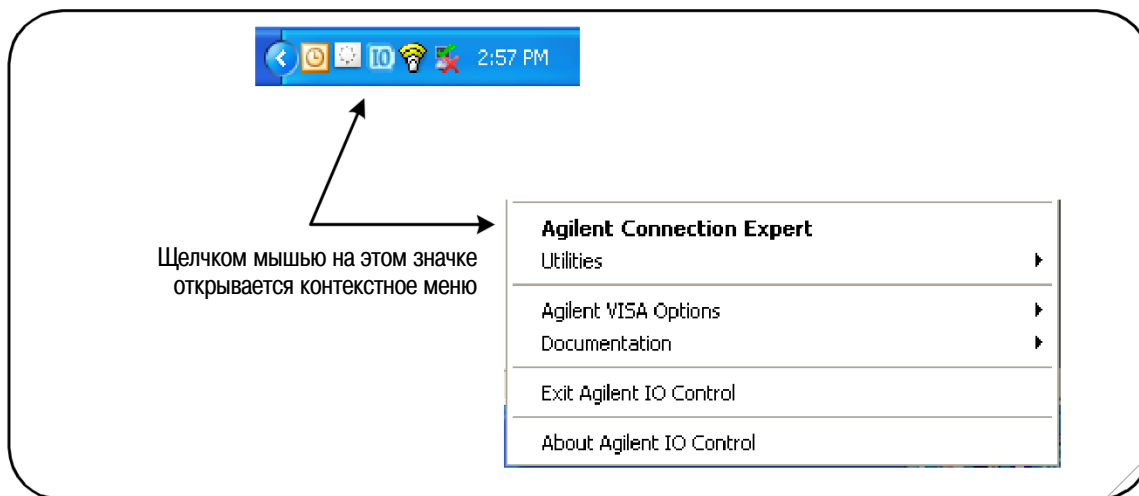 IO 2:57 PM
Щелчком мышью на этом значке
открывается контекстное меню
Agilent Connection Expert
Utilities
Agilent VISA Options
Documentation
Exit Agilent IO Control
About Agilent IO Control